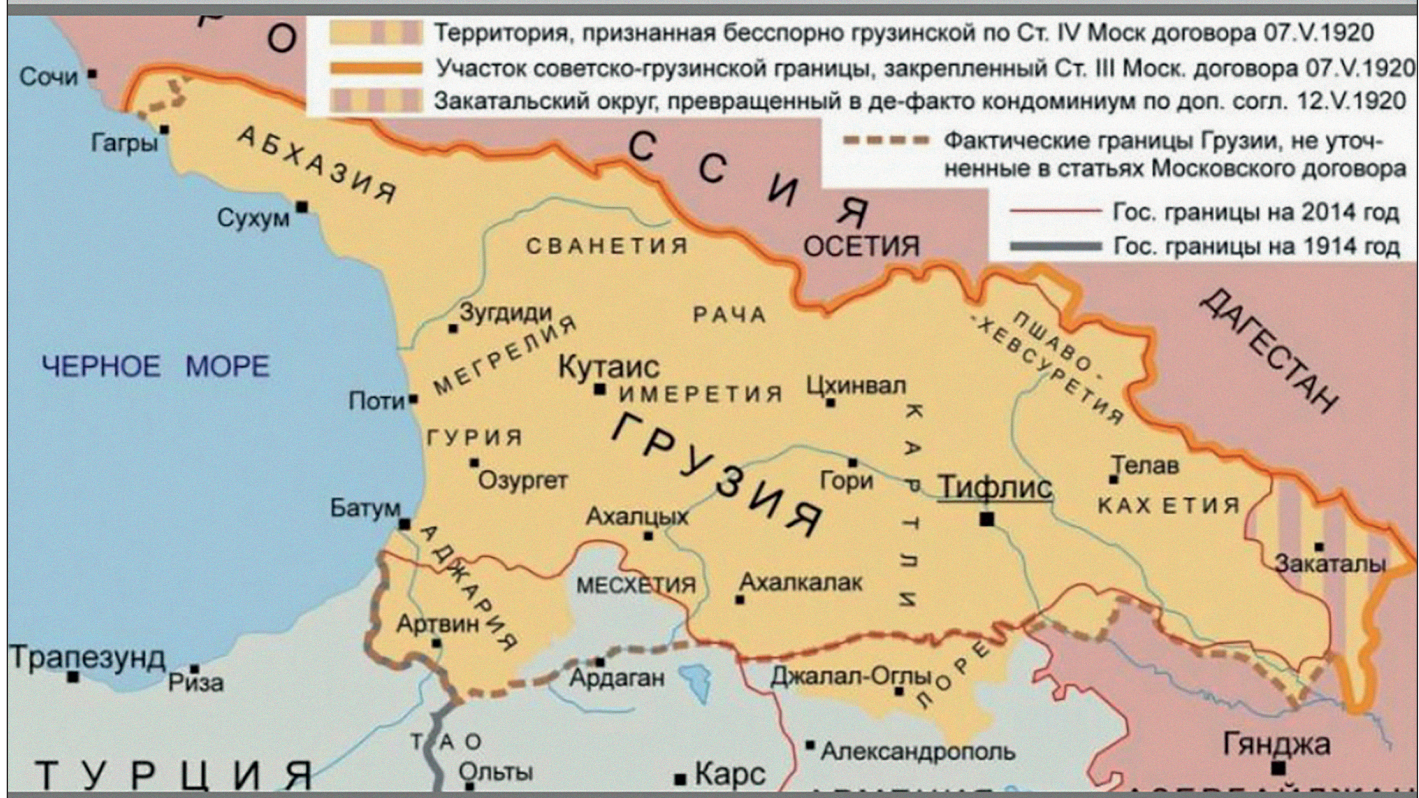 Р О
С С И Я
Территория, признанная бесспорно грузинской по Ст. IV Моск договора 07.V.1920
Участок советско-грузинской границы, закрепленный Ст. III Моск. договора 07.V.1920
Закатальский округ, превращенный в де-факто кондоминиум по доп. согл. 12.V.1920
Фактические границы Грузии, не уточ-
ненные в статьях Московского договора
Гос. границы на 2014 год
Гос. границы на 1914 год
Сочи
Гагры
АБХАЗИЯ
Сухум
СВАНЕТИЯ
ОСЕТИЯ
ДАГЕСТАН
Зугдиди
РАЧА
ПШАВО-
-ХЕВСУРЕТИЯ
МЕГРЕЛИЯ
ЧЕРНОЕ МОРЕ
Кутаис
ИМЕРЕТИЯ
Цхинвал
Поти
ГУРИЯ
ГРУЗИЯ
КАРТЛИ
Озургет
Гори
Тифлис
Телав
КАХЕТИЯ
Батум
Ахалцых
АДЖАРИЯ
МЕСХЕТИЯ
Ахалкалак
Закаталы
Артвин
Трапезунд
Риза
Ардаган
Джалал-Оглы
ЛОРЕ
ТАО
Александрополь
Гянджа
ТУРЦИЯ
Ольты
Карс
АРМЕНИЯ
АЗЕРБАЙДЖАН